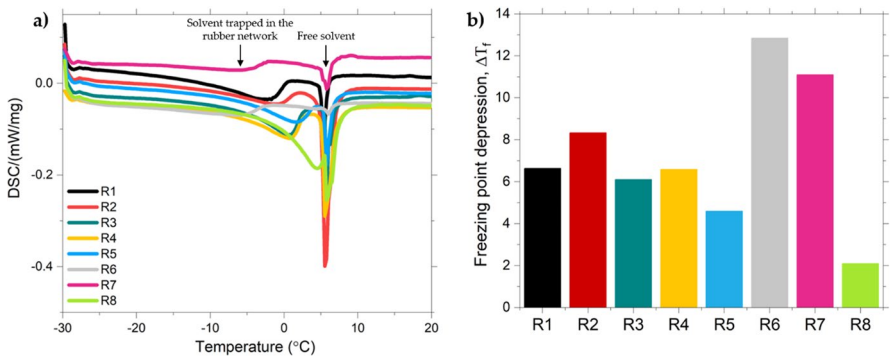 a)
Solvent trapped in the
rubber network
Free solvent
DSC/(mW/mg)
0.0
-0.2
-0.4
R1
R2
R3
R4
R5
R6
R7
R8
-30
-20
-10
0
10
20
Temperature (°C)
b)
Freezing point depression, ΔTf
14
12
10
8
6
4
2
0
R1
R2
R3
R4
R5
R6
R7
R8